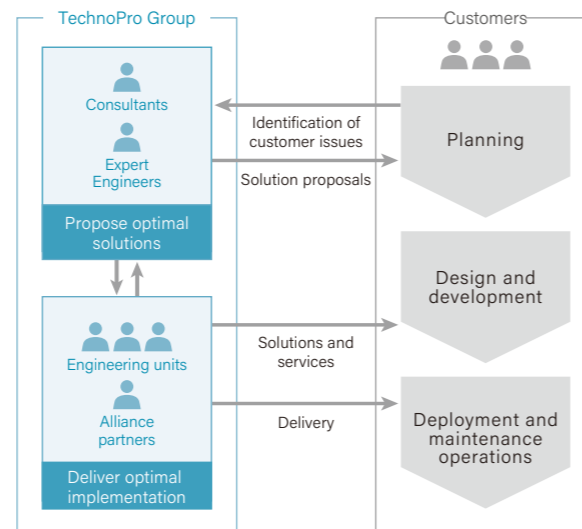 TechnoPro Group
Customers
Consultants
Expert
Engineers
Propose optimal
solutions
Identification of
customer issues
Solution proposals
Planning
Engineering units
Alliance
partners
Deliver optimal
implementation
Solutions and
services
Delivery
Design and
development
Deployment and
maintenance
operations